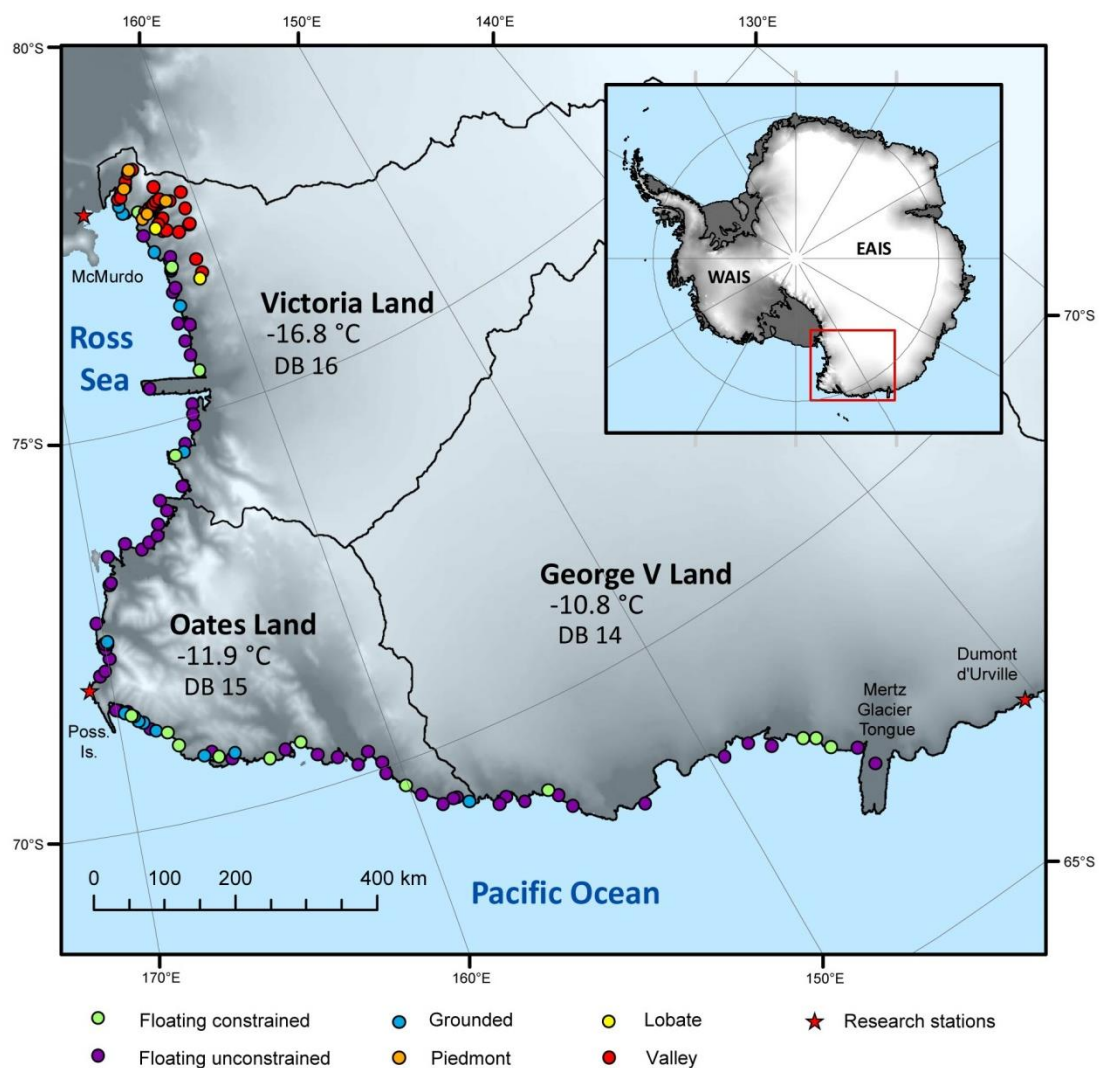 160°E
150°E
140°E
130°E
80°S
EAIS
WAIS
McMurdo
Victoria Land
-16.8 °C
DB 16
Ross
Sea
70°S
75°S
George V Land
-10.8 °C
DB 14
Oates Land
-11.9 °C
DB 15
Dumont
d'Urville
Mertz
Glacier
Tongue
Poss.
Is.
70°S
65°S
0 100 200 400 km
Pacific Ocean
170°E
160°E
150°E
Floating constrained
Grounded
Lobate
Research stations
Floating unconstrained
Piedmont
Valley